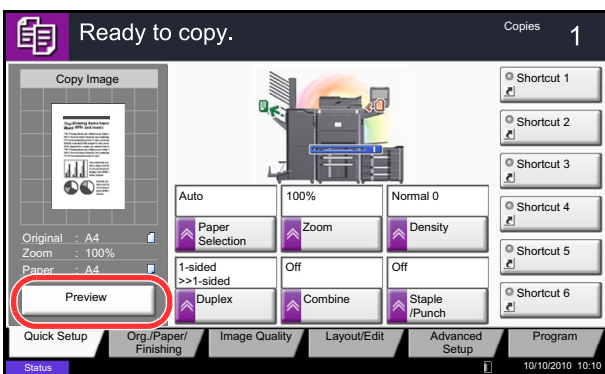 Ready to copy.
Copies
1
Copy Image
Original : A4
Zoom : 100%
Paper : A4
Preview
Auto
100%
Normal 0
Paper
Selection
Zoom
Density
1-sided
>>1-sided
Off
Off
Duplex
Combine
Staple
/Punch
Shortcut 1
Shortcut 2
Shortcut 3
Shortcut 4
Shortcut 5
Shortcut 6
Quick Setup
Org./Paper/
Finishing
Image Quality
Layout/Edit
Advanced
Setup
Program
Status
10/10/2010 10:10